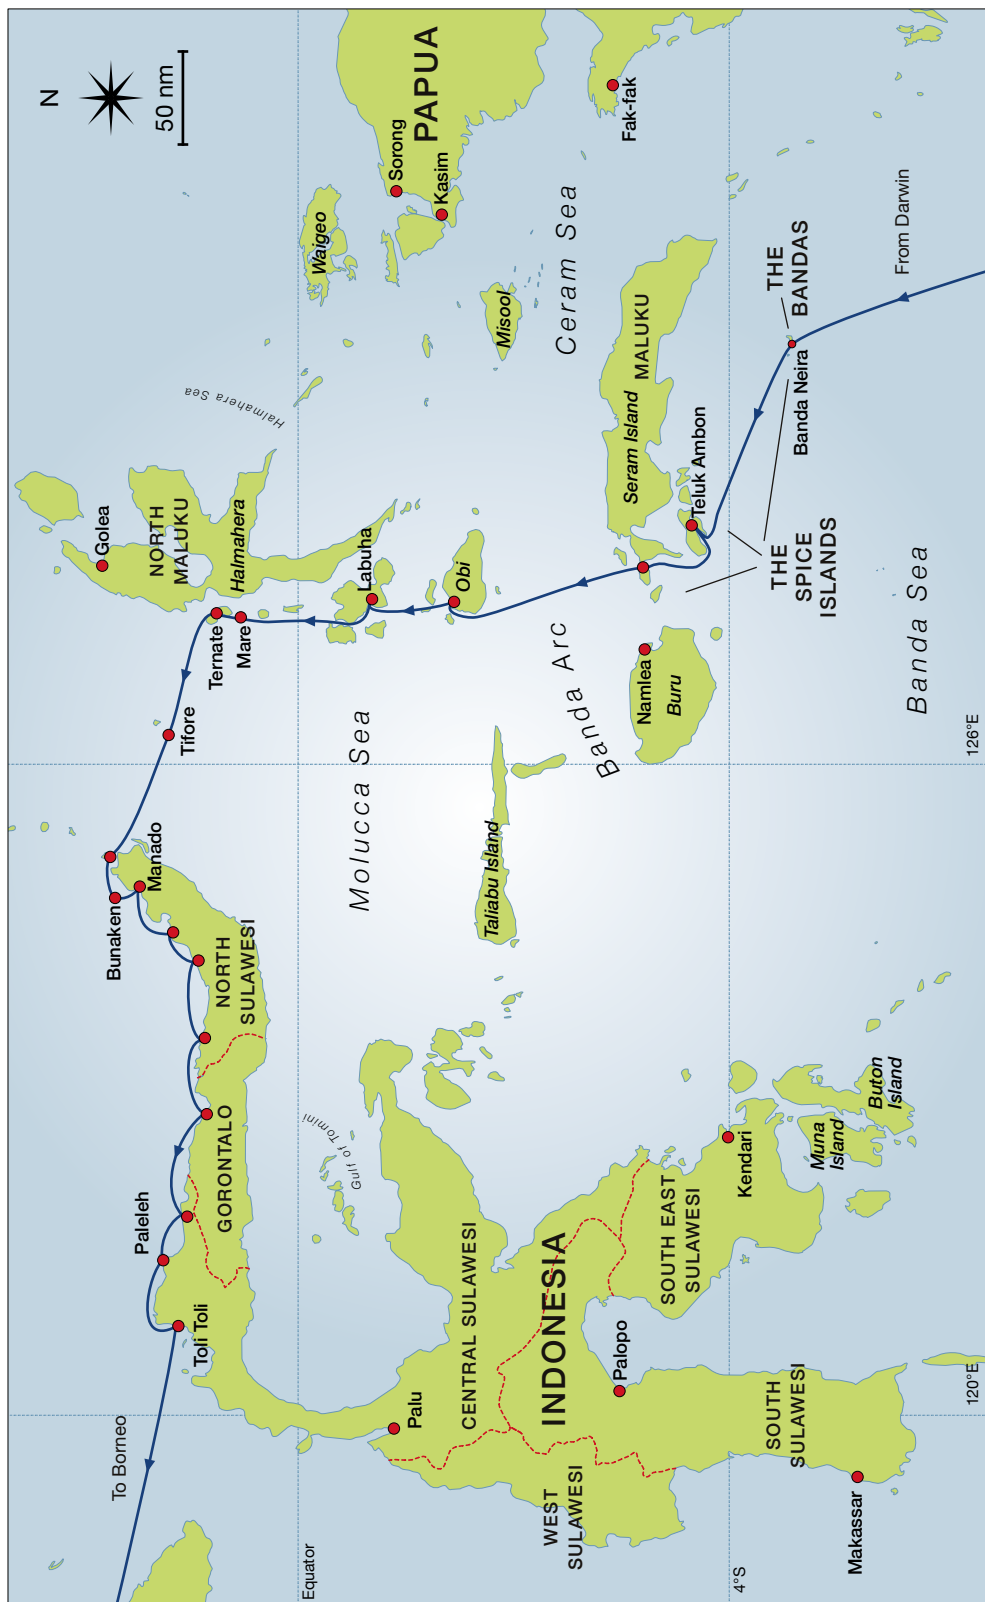 N
50 nm
PAPUA
Sorong
Kasim
Fak-fak
Waigeo
Misool
Ceram Sea
Halmahera Sea
Golea
NORTH
MALUKU
Halmahera
Labuha
Obi
Ternate
Mare
Tifore
Seram Island
MALUKU
Teluk Ambon
THE
BANDAS
Banda Neira
From Darwin
THE
SPICE
ISLANDS
Banda Sea
Banda Arc
Namlea
Buru
Molucca Sea
Taliabu Island
126°E
Manado
Bunaken
NORTH
SULAWESI
GORONTALO
Gulf of Tomini
Paleleh
Toli Toli
To Borneo
Equator
Palu
CENTRAL SULAWESI
INDONESIA
SOUTH EAST
SULAWESI
Kendari
Muna
Island
Buton
Island
Palopo
WEST
SULAWESI
SOUTH
SULAWESI
Makassar
4°S
120°E